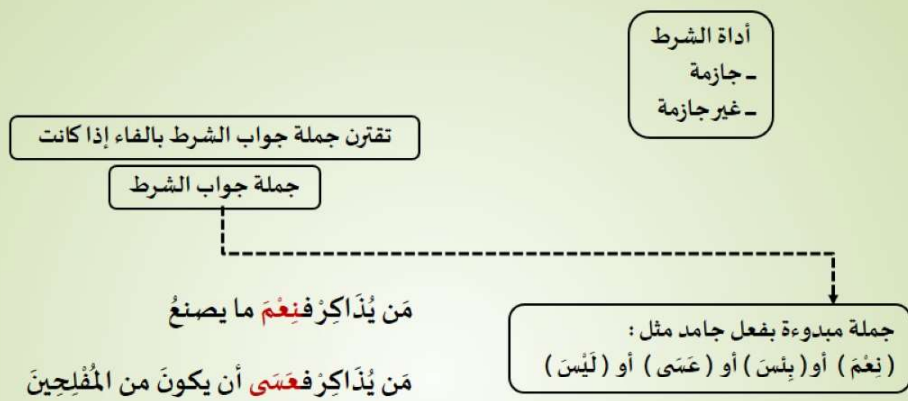 أداة الشرط
- جازمة
- غير جازمة
تقترن جملة جواب الشرط بالفاء إذا كانت
جملة جواب الشرط
جملة مبدوءة بفعل جامد مثل :
( نِعْمَ ) أو ( بِئسَ ) أو ( عَسَى ) أو ( لَيْسَ )
مَن يُذَاكِرْ فنِعْمَ ما يصنعُ
مَن يُذَاكِرْ فعَسَى أن يكونَ من المُفْلِحِينَ